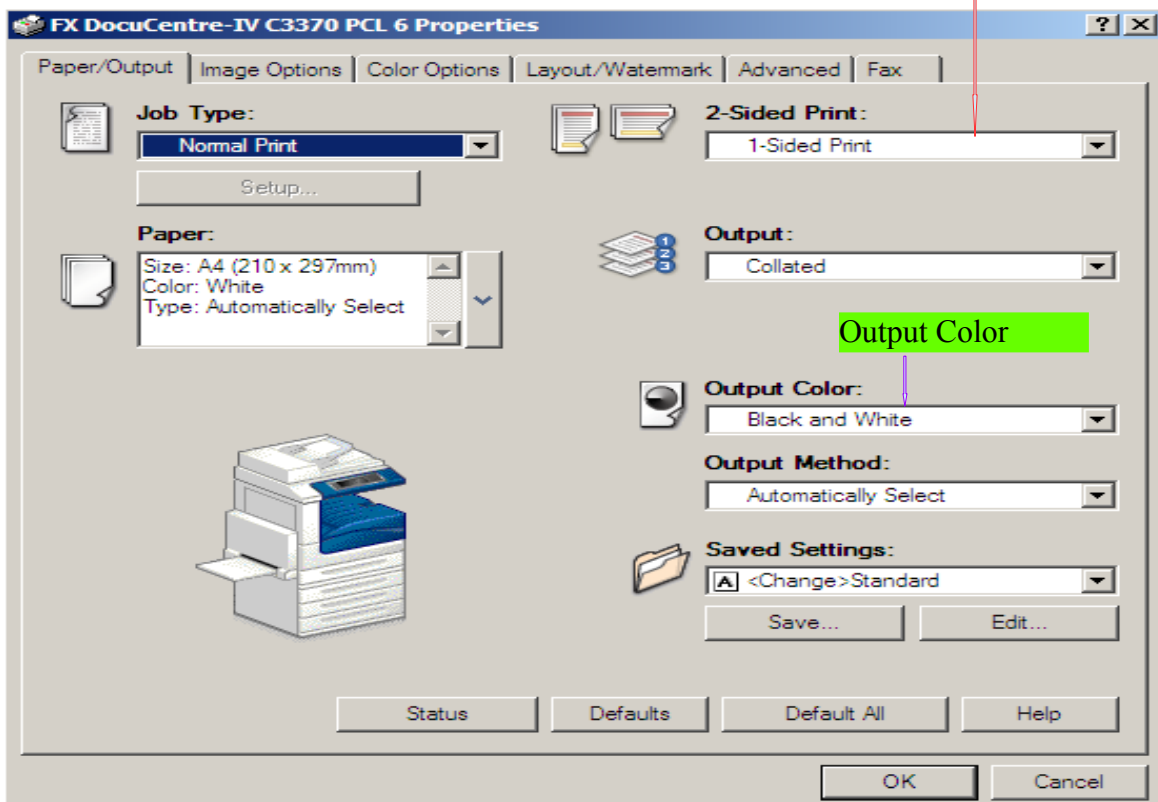 FX DocuCentre-IV C3370 PCL 6 Properties
Paper/Output Image Options Color Options Layout/Watermark Advanced Fax
Job Type:
Normal Print
Setup...
2-Sided Print:
1-Sided Print
Paper:
Size: A4 (210 x 297mm)
Color: White
Type: Automatically Select
Output:
1
2
3
Collated
Output Color
Output Color:
Black and White
Output Method:
Automatically Select
Saved Settings:
A <Change>Standard
Save... Edit...
Status Defaults Default All Help
OK Cancel